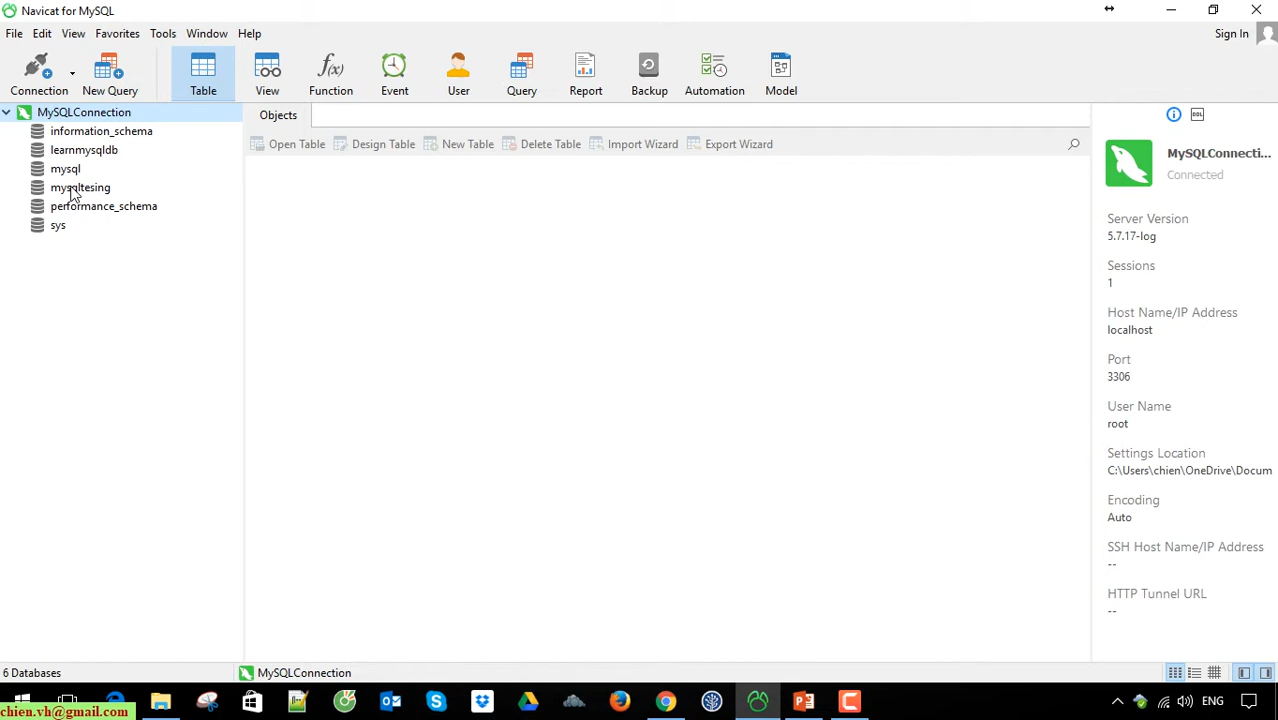 Navicat for MySQL
File Edit View Favorites Tools Window Help
Sign In
Connection New Query Table View Function Event User Query Report Backup Automation Model
MySQLConnection
information_schema
learnmysqldb
mysql
mysqltesing
performance_schema
sys
Objects
Open Table Design Table New Table Delete Table Import Wizard Export Wizard
DDL
MySQLConnecti...
Connected
Server Version
5.7.17-log
Sessions
1
Host Name/IP Address
localhost
Port
3306
User Name
root
Settings Location
C:\Users\chien\OneDrive\Docum
Encoding
Auto
SSH Host Name/IP Address
--
HTTP Tunnel URL
--
6 Databases
MySQLConnection
ENG
chien.vh@gmail.com